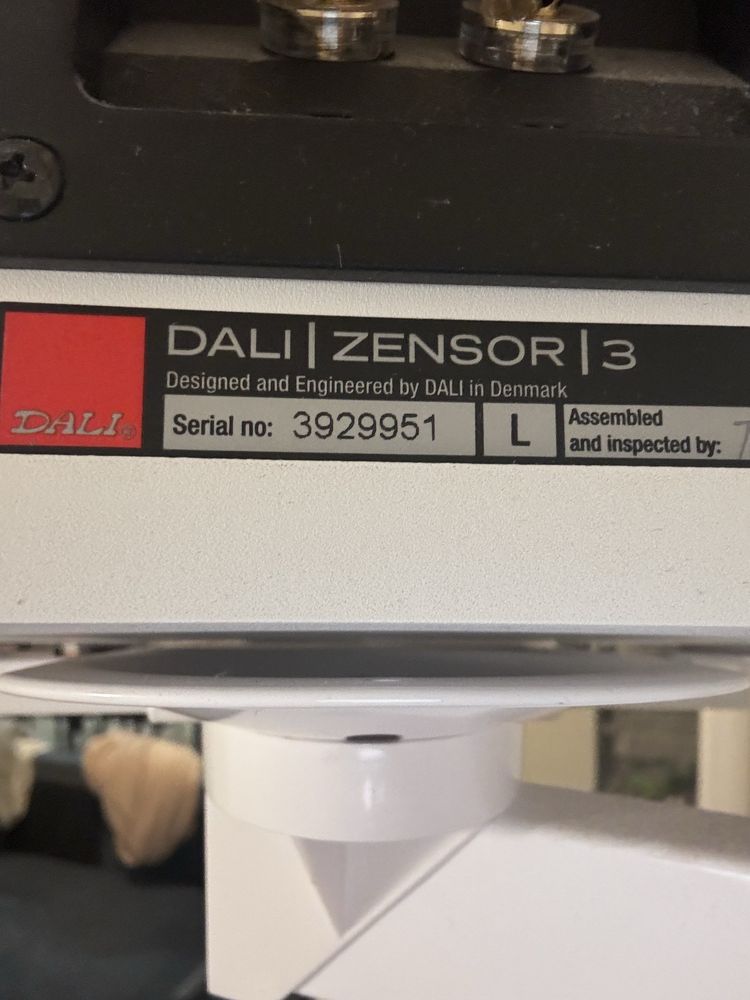 DALI | ZENSOR | 3
Designed and Engineered by DALI in Denmark
DALI®
Serial no: 3929951
L
Assembled
and inspected by: